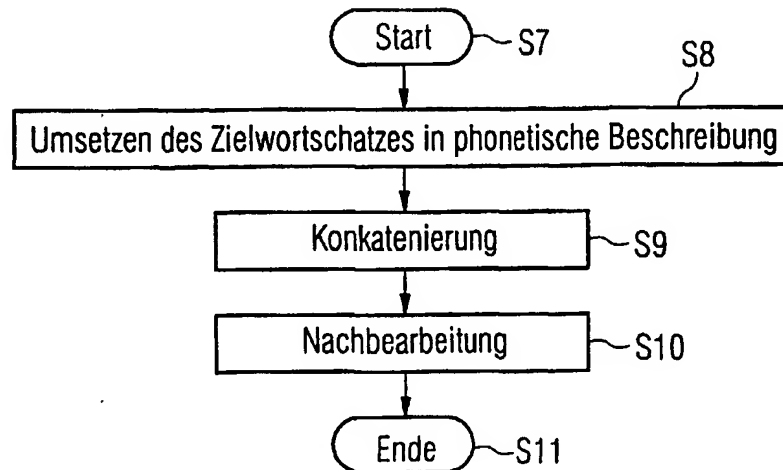 Start S7
S8
Umsetzen des Zielwortschatzes in phonetische Beschreibung
Konkatenierung S9
Nachbearbeitung S10
Ende S11